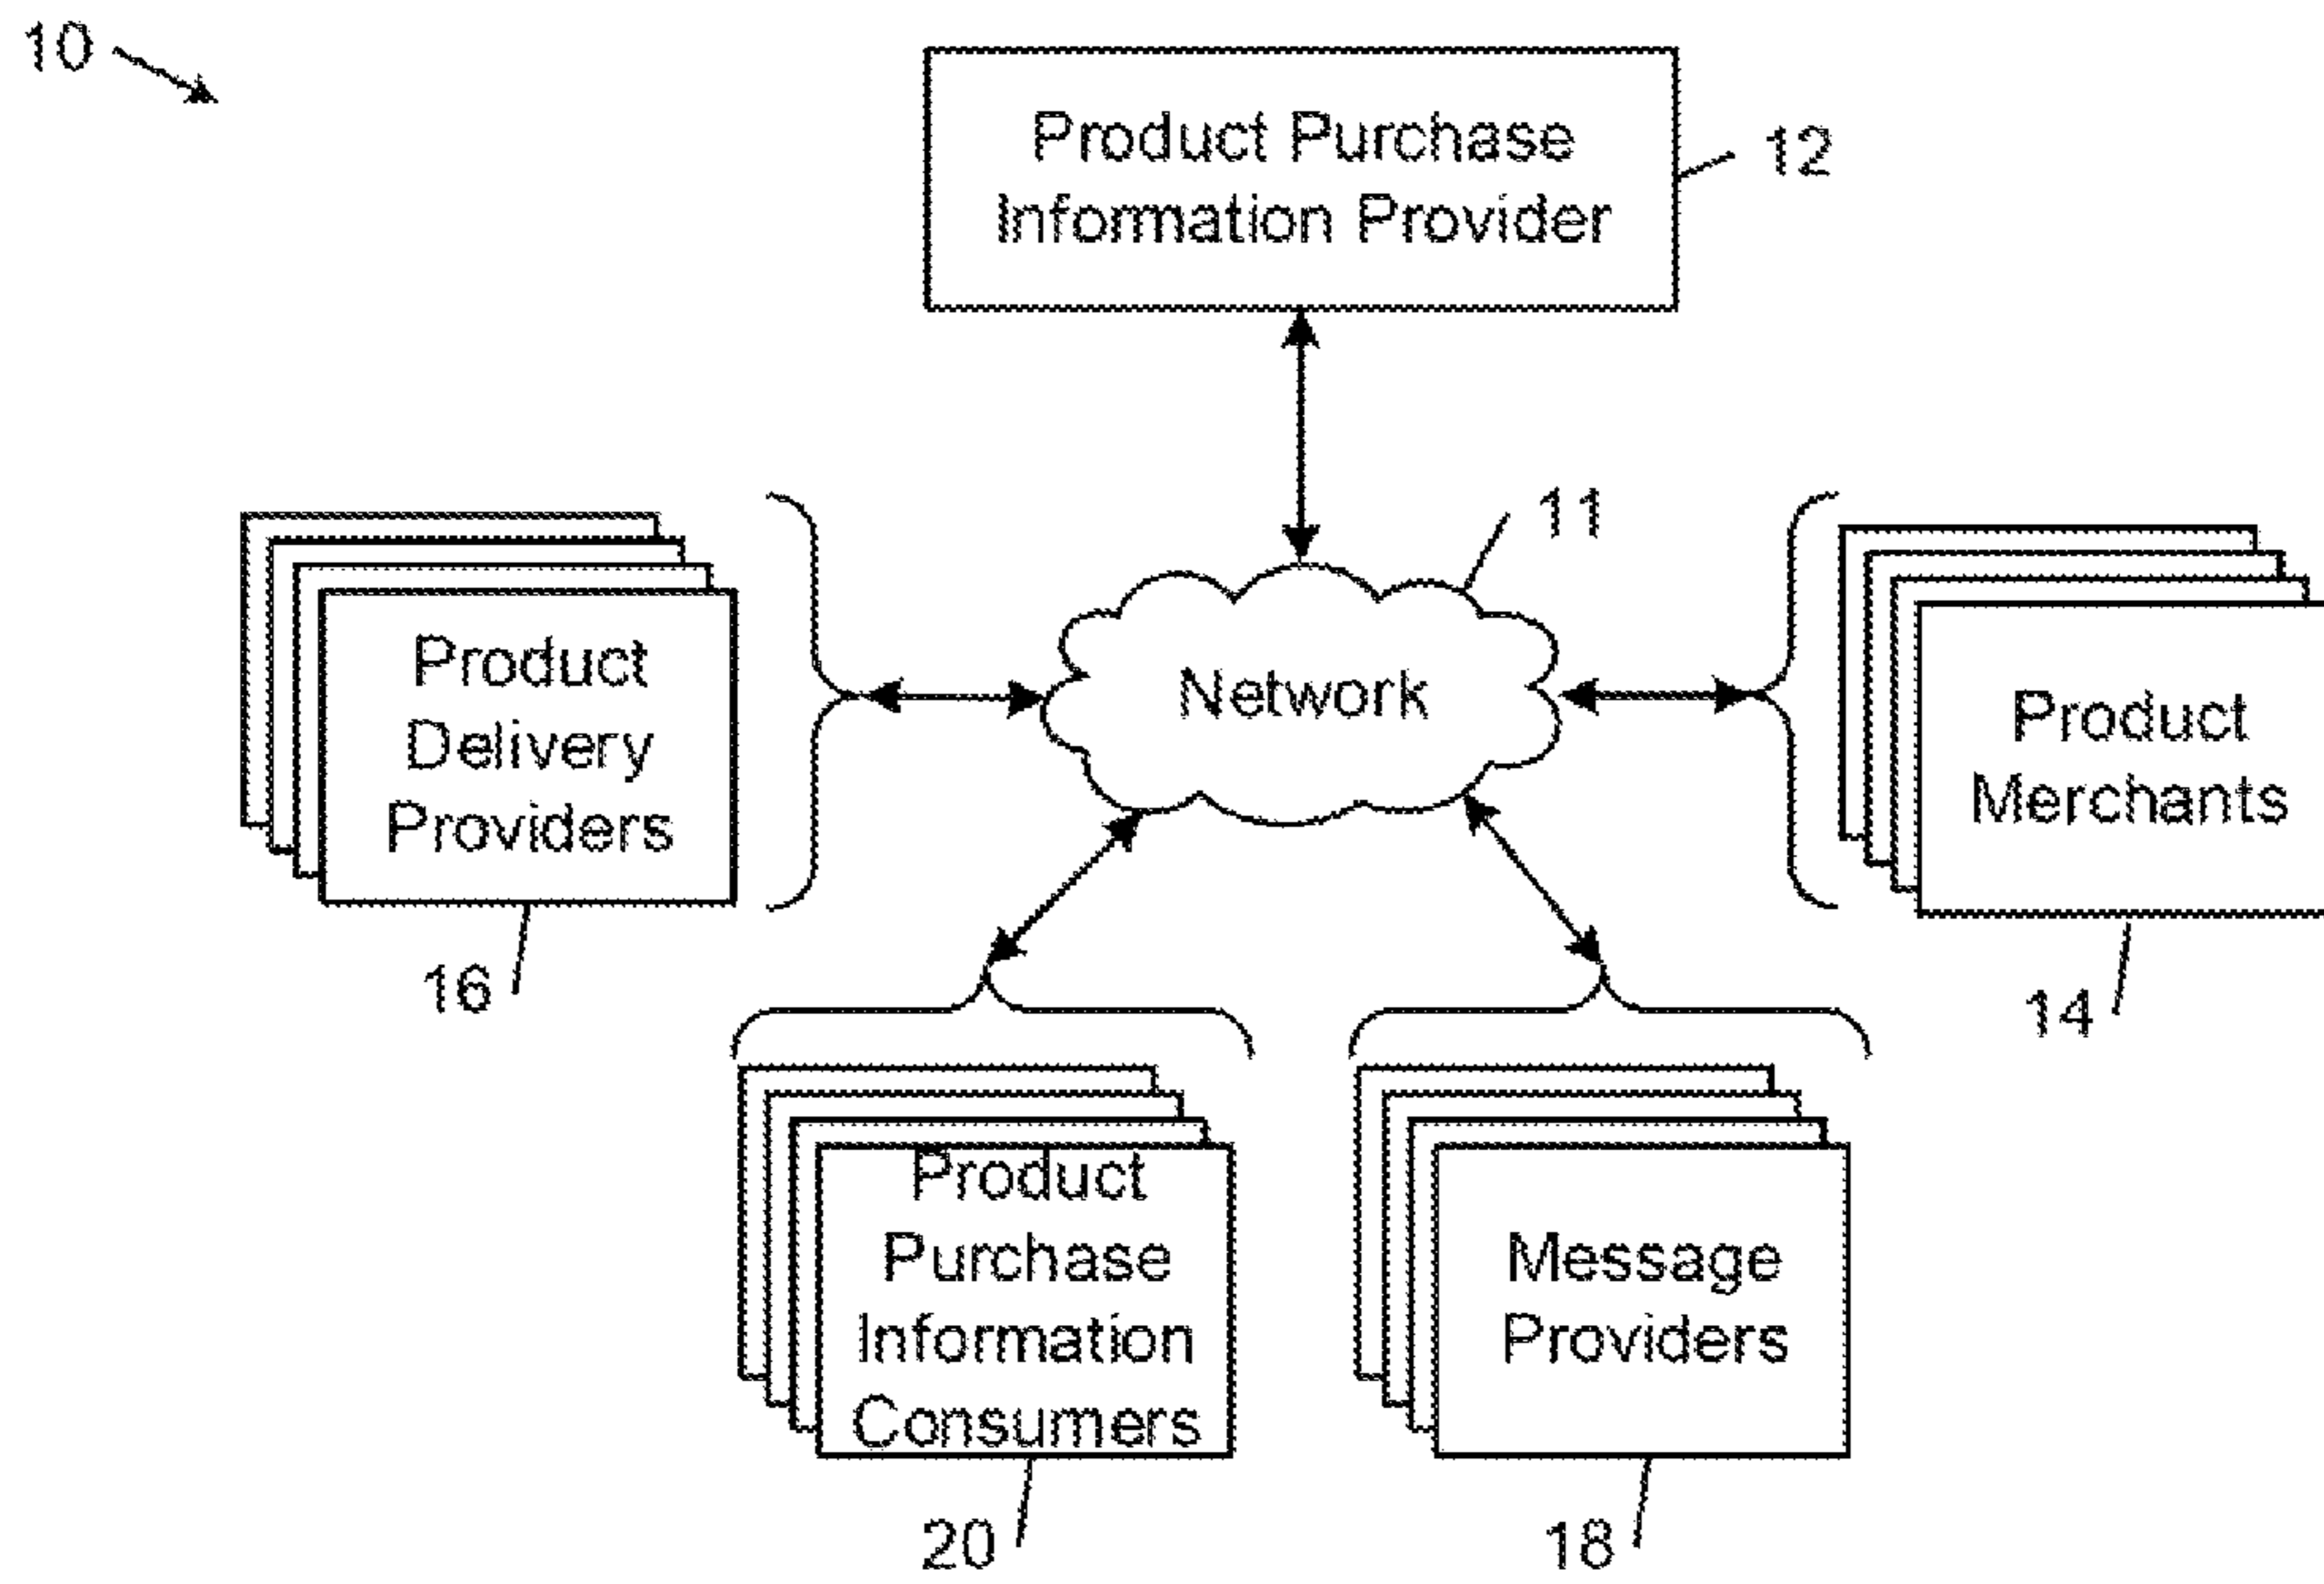 10
Product Purchase
Information Provider
12
11
Network
Product
Delivery
Providers
16
Product
Merchants
14
Product
Purchase
Information
Consumers
20
Message
Providers
18